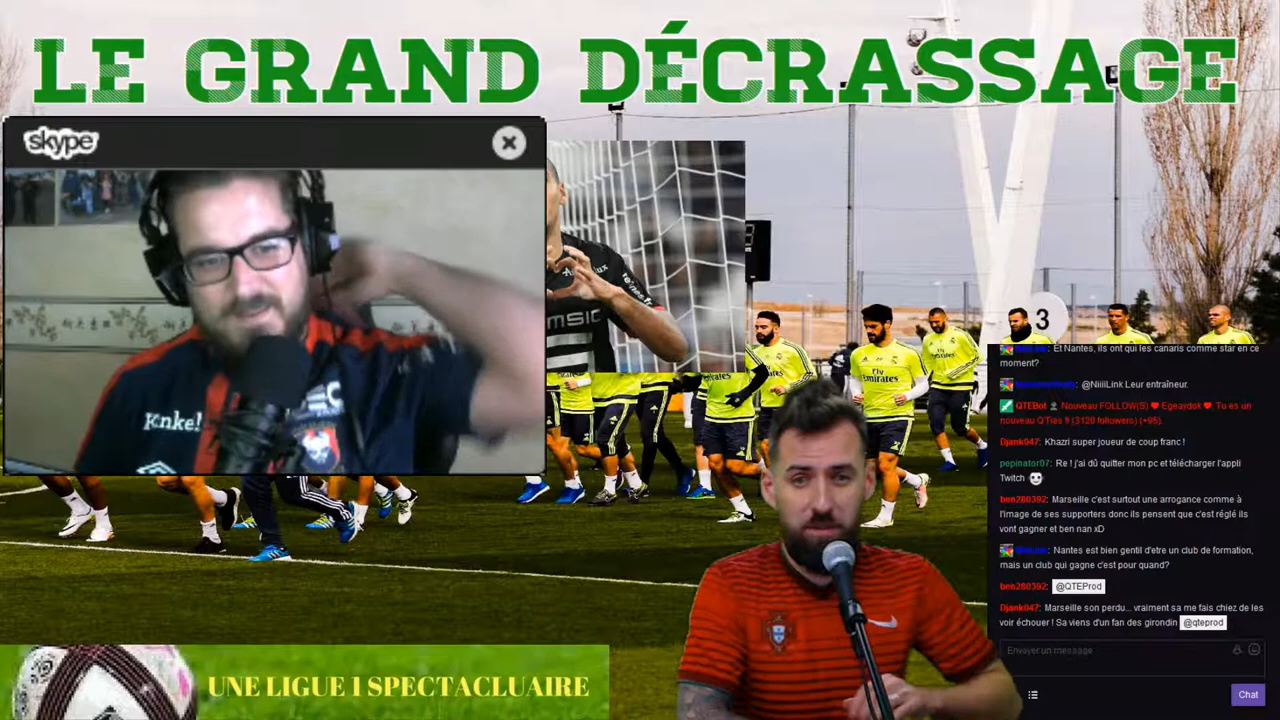 LE GRAND DÉCRASSAGE
skype
Kinkel
3
Fly
Emirates
Et Nantes, ils ont qui les canaris comme star en ce
moment?
@NiiiiLink Leur entraîneur.
QTEBot Nouveau FOLLOW(S) ♥ Egeaydok ♥, Tu es un
nouveau Q'Ties !! (3120 followers) (+95).
Djank047: Khazri super joueur de coup franc !
pepinator07: Re ! j'ai dû quitter mon pc et télécharger l'appli
Twitch
ben280392: Marseille c'est surtout une arrogance comme à
l'image de ses supporters donc ils pensent que c'est réglé ils
vont gagner et ben nan xD
Nantes est bien gentil d'etre un club de formation,
mais un club qui gagne c'est pour quand?
ben280392: @QTEProd
Djank047: Marseille son perdu... vraiment sa me fais chiez de les
voir échouer ! Sa viens d'un fan des girondin @qteprod
Envoyer un message
Chat
UNE LIGUE 1 SPECTACLUAIRE